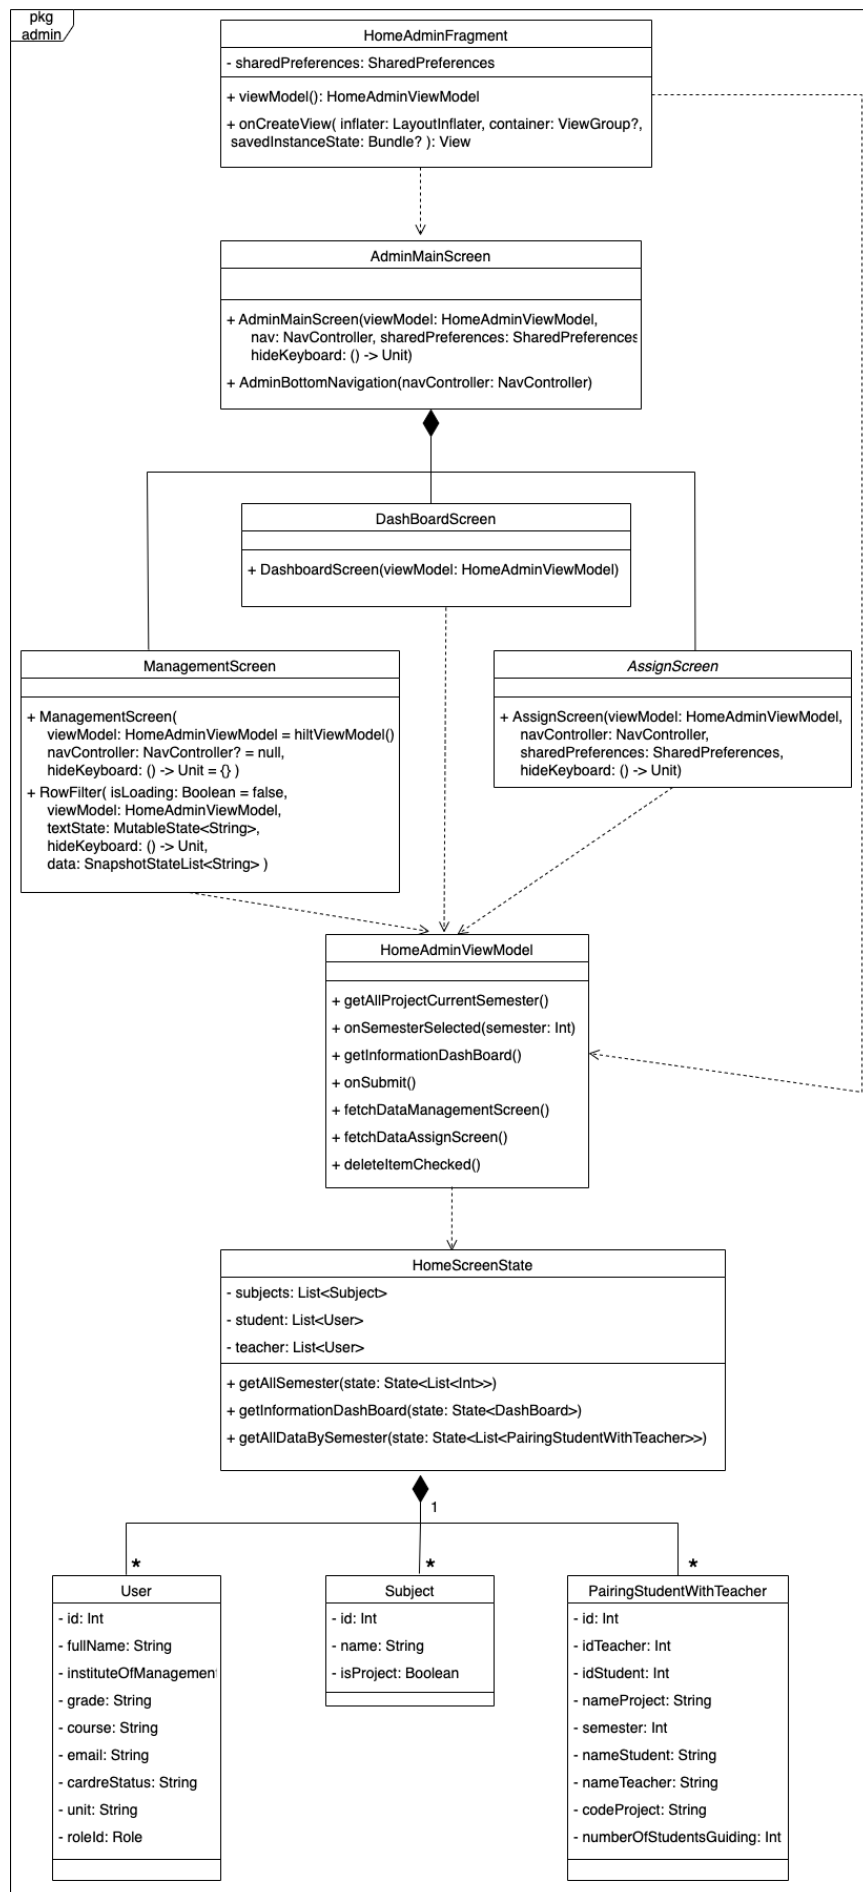 pkg
admin
HomeAdminFragment
- sharedPreferences: SharedPreferences
+ viewModel(): HomeAdminViewModel
+ onCreateView( inflater: LayoutInflater, container: ViewGroup?,
savedInstanceState: Bundle? ): View
AdminMainScreen
+ AdminMainScreen(viewModel: HomeAdminViewModel,
nav: NavController, sharedPreferences: SharedPreferences
hideKeyboard: () -> Unit)
+ AdminBottomNavigation(navController: NavController)
DashBoardScreen
+ DashboardScreen(viewModel: HomeAdminViewModel)
ManagementScreen
+ ManagementScreen(
viewModel: HomeAdminViewModel = hiltViewModel()
navController: NavController? = null,
hideKeyboard: () -> Unit = {} )
+ RowFilter( isLoading: Boolean = false,
viewModel: HomeAdminViewModel,
textState: MutableState<String>,
hideKeyboard: () -> Unit,
data: SnapshotStateList<String> )
AssignScreen
+ AssignScreen(viewModel: HomeAdminViewModel,
navController: NavController,
sharedPreferences: SharedPreferences,
hideKeyboard: () -> Unit)
HomeAdminViewModel
+ getAllProjectCurrentSemester()
+ onSemesterSelected(semester: Int)
+ getInformationDashBoard()
+ onSubmit()
+ fetchDataManagementScreen()
+ fetchDataAssignScreen()
+ deleteItemChecked()
HomeScreenState
- subjects: List<Subject>
- student: List<User>
- teacher: List<User>
+ getAllSemester(state: State<List<Int>>)
+ getInformationDashBoard(state: State<DashBoard>)
+ getAllDataBySemester(state: State<List<PairingStudentWithTeacher>>)
1
*
*
*
User
- id: Int
- fullName: String
- instituteOfManagement
- grade: String
- course: String
- email: String
- cardreStatus: String
- unit: String
- roleId: Role
Subject
- id: Int
- name: String
- isProject: Boolean
PairingStudentWithTeacher
- id: Int
- idTeacher: Int
- idStudent: Int
- nameProject: String
- semester: Int
- nameStudent: String
- nameTeacher: String
- codeProject: String
- numberOfStudentsGuiding: Int